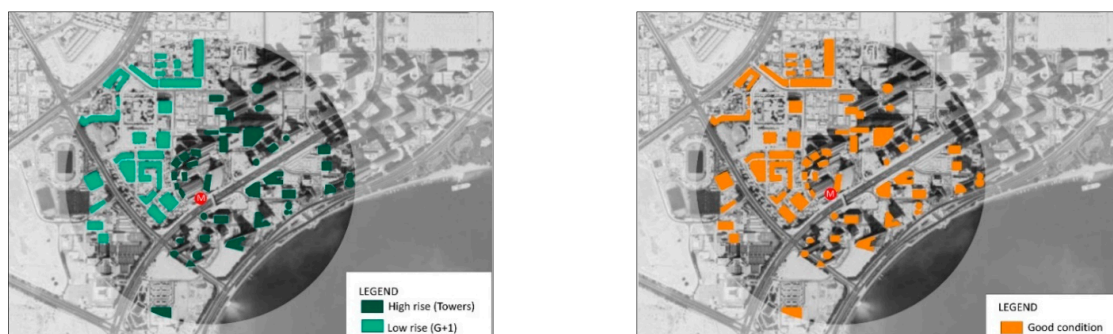 M
LEGEND
High rise (Towers)
Low rise (G+1)
M
LEGEND
Good condition